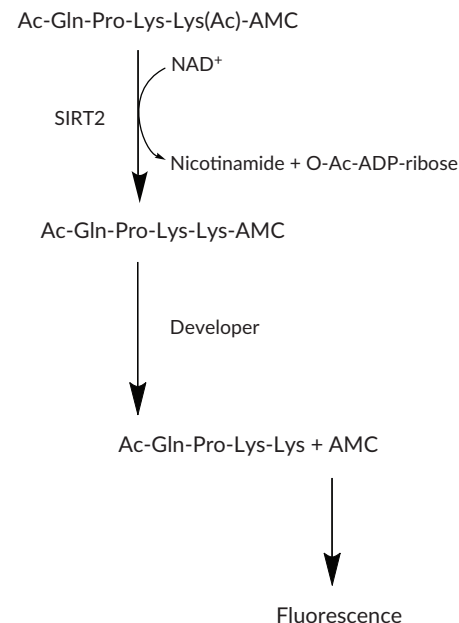 Ac-Gln-Pro-Lys-Lys(Ac)-AMC
NAD⁺
SIRT2
Nicotinamide + O-Ac-ADP-ribose
Ac-Gln-Pro-Lys-Lys-AMC
Developer
Ac-Gln-Pro-Lys-Lys + AMC
Fluorescence